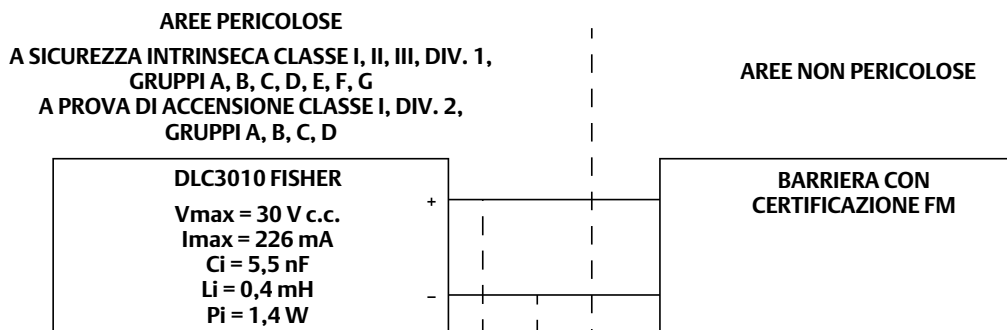 AREE PERICOLOSE
A SICUREZZA INTRINSECA CLASSE I, II, III, DIV. 1,
GRUPPI A, B, C, D, E, F, G
A PROVA DI ACCENSIONE CLASSE I, DIV. 2,
GRUPPI A, B, C, D
AREE NON PERICOLOSE
DLC3010 FISHER
Vmax = 30 V c.c.
Imax = 226 mA
Ci = 5,5 nF
Li = 0,4 mH
Pi = 1,4 W
+
−
BARRIERA CON
CERTIFICAZIONE FM